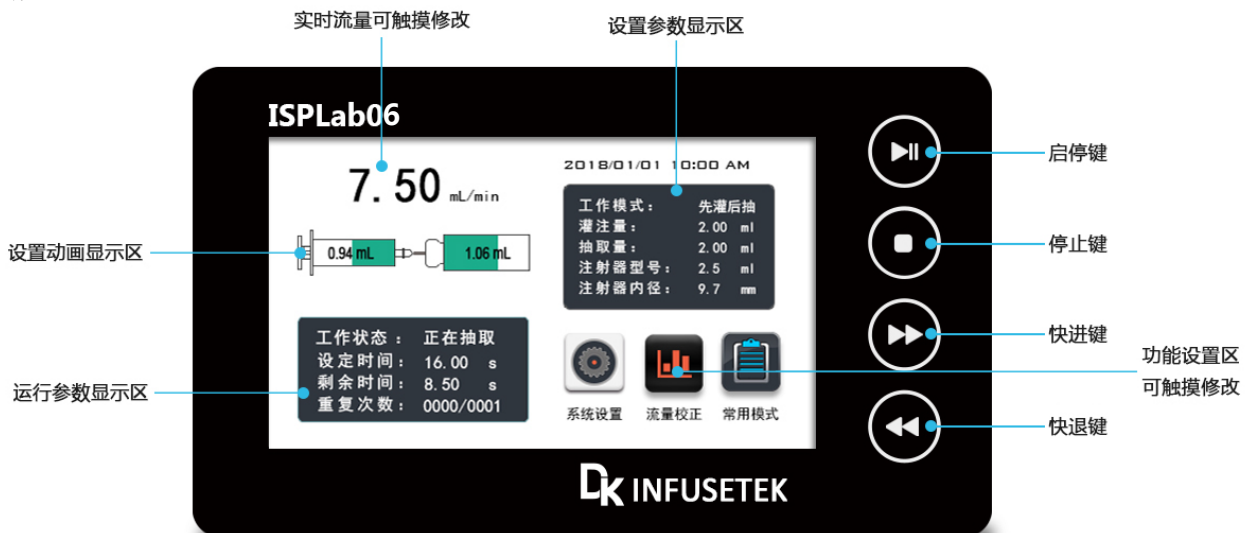 实时流量可触摸修改
设置参数显示区
ISPLab06
7.50 mL/min
2018/01/01 10:00 AM
工作模式： 先灌后抽
灌注量： 2.00 ml
抽取量： 2.00 ml
注射器型号： 2.5 ml
注射器内径： 9.7 mm
设置动画显示区
0.94 mL
1.06 mL
运行参数显示区
工作状态： 正在抽取
设定时间： 16.00 s
剩余时间： 8.50 s
重复次数： 0000/0001
系统设置
流量校正
常用模式
启停键
停止键
快进键
功能设置区
可触摸修改
快退键
DK INFUSETEK